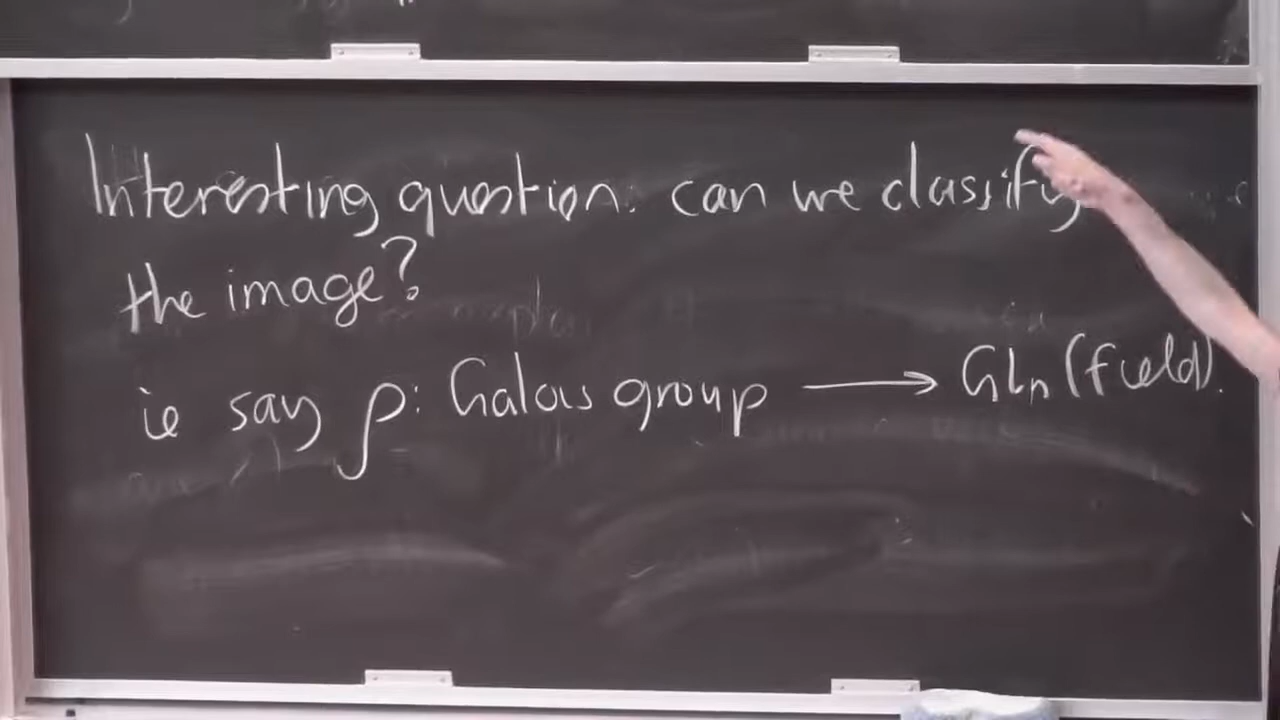 Interesting question: can we classify
the image?
ie say ρ: Galois group ⟶ GLn (field).